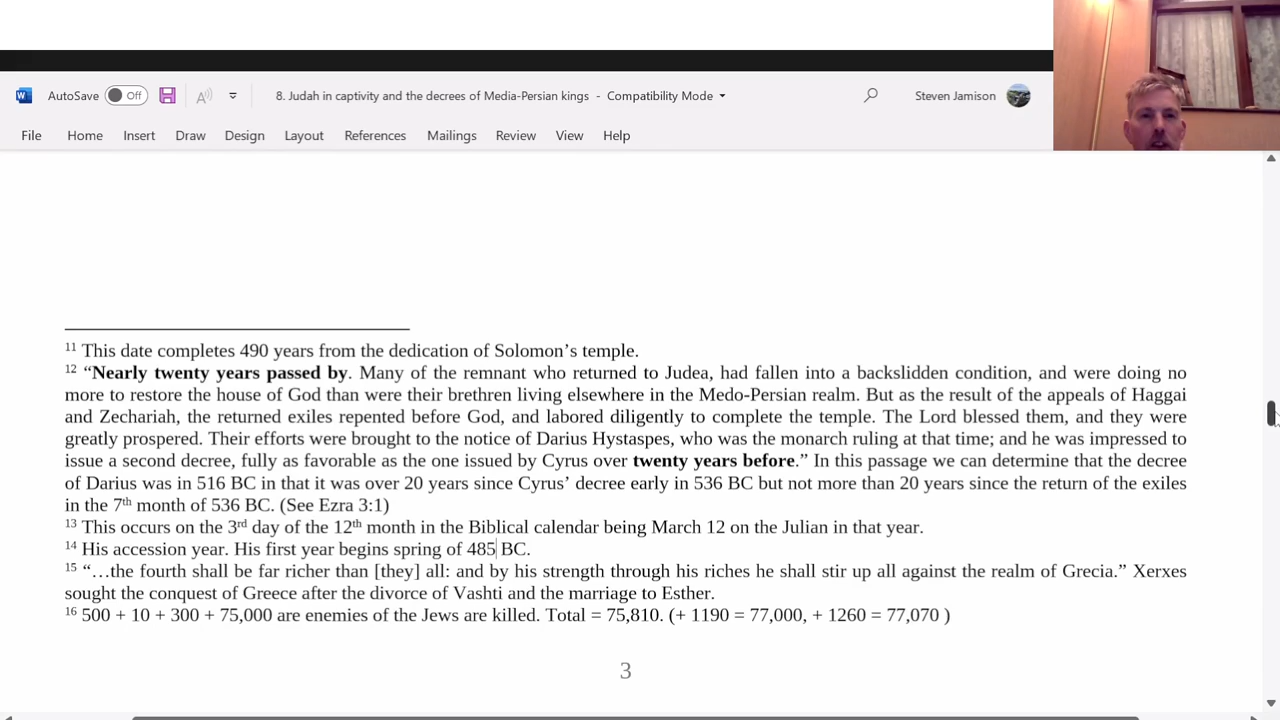 AutoSave Off 8. Judah in captivity and the decrees of Media-Persian kings - Compatibility Mode Steven Jamison
File Home Insert Draw Design Layout References Mailings Review View Help
11 This date completes 490 years from the dedication of Solomon’s temple.
12 “Nearly twenty years passed by. Many of the remnant who returned to Judea, had fallen into a backslidden condition, and were doing no
more to restore the house of God than were their brethren living elsewhere in the Medo-Persian realm. But as the result of the appeals of Haggai
and Zechariah, the returned exiles repented before God, and labored diligently to complete the temple. The Lord blessed them, and they were
greatly prospered. Their efforts were brought to the notice of Darius Hystaspes, who was the monarch ruling at that time; and he was impressed to
issue a second decree, fully as favorable as the one issued by Cyrus over twenty years before.” In this passage we can determine that the decree
of Darius was in 516 BC in that it was over 20 years since Cyrus’ decree early in 536 BC but not more than 20 years since the return of the exiles
in the 7th month of 536 BC. (See Ezra 3:1)
13 This occurs on the 3rd day of the 12th month in the Biblical calendar being March 12 on the Julian in that year.
14 His accession year. His first year begins spring of 485 BC.
15 “…the fourth shall be far richer than [they] all: and by his strength through his riches he shall stir up all against the realm of Grecia.” Xerxes
sought the conquest of Greece after the divorce of Vashti and the marriage to Esther.
16 500 + 10 + 300 + 75,000 are enemies of the Jews are killed. Total = 75,810. (+ 1190 = 77,000, + 1260 = 77,070 )
3